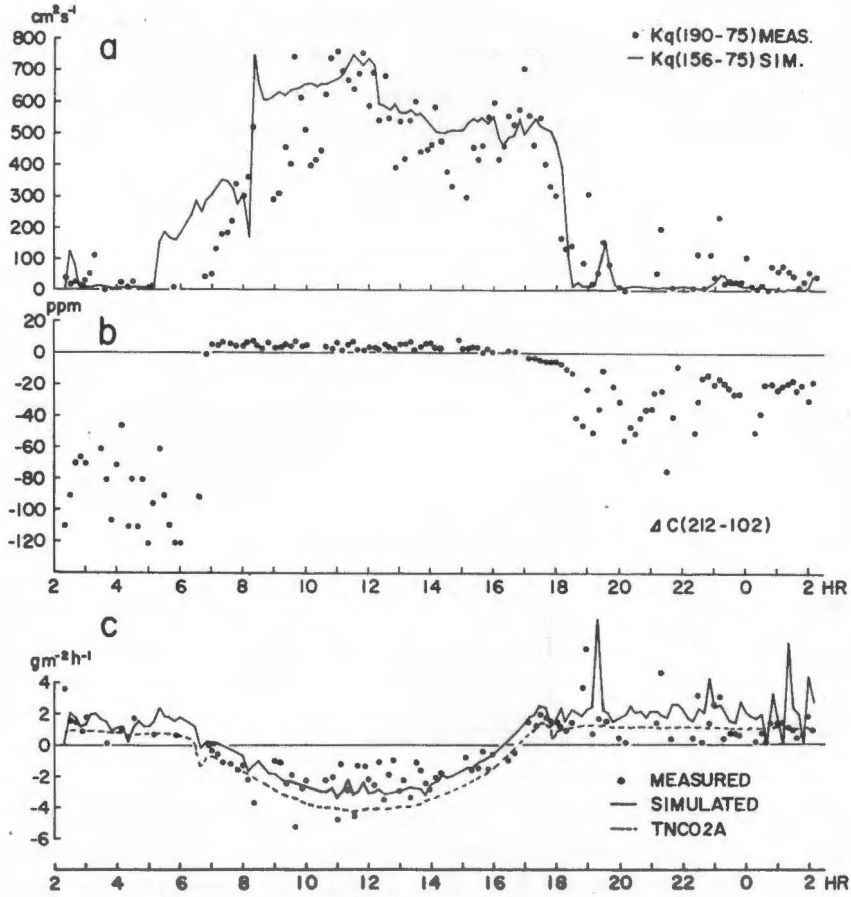 cm²s⁻¹
a
• Kq(190-75) MEAS.
— Kq(156-75) SIM.
800
700
600
500
400
300
200
100
0
ppm
b
20
0
-20
-40
-60
-80
-100
-120
Δ C(212-102)
2 4 6 8 10 12 14 16 18 20 22 0 2 HR
c
gm⁻²h⁻¹
4
2
0
-2
-4
-6
• MEASURED
— SIMULATED
---- TNCO2A
2 4 6 8 10 12 14 16 18 20 22 0 2 HR